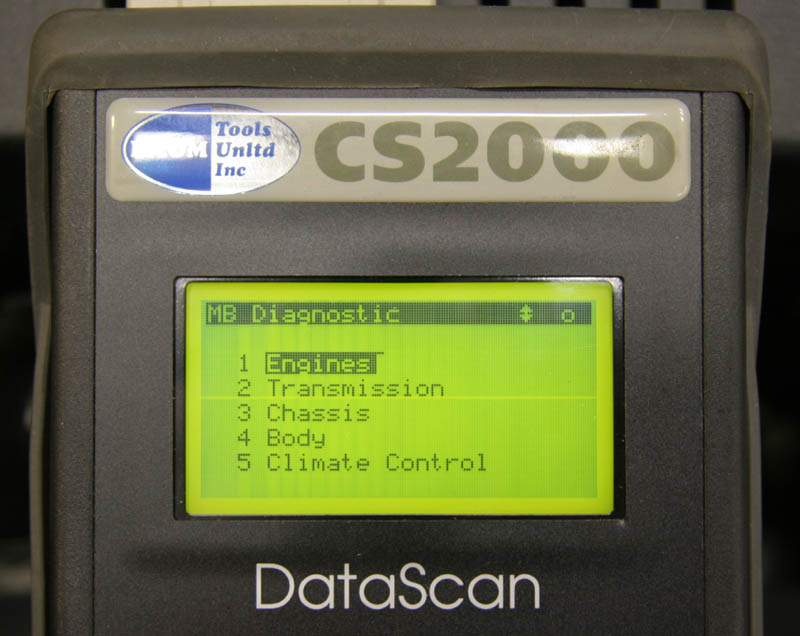 Tools
Unltd
Inc
CS2000
MB Diagnostic
1 Engines
2 Transmission
3 Chassis
4 Body
5 Climate Control
DataScan